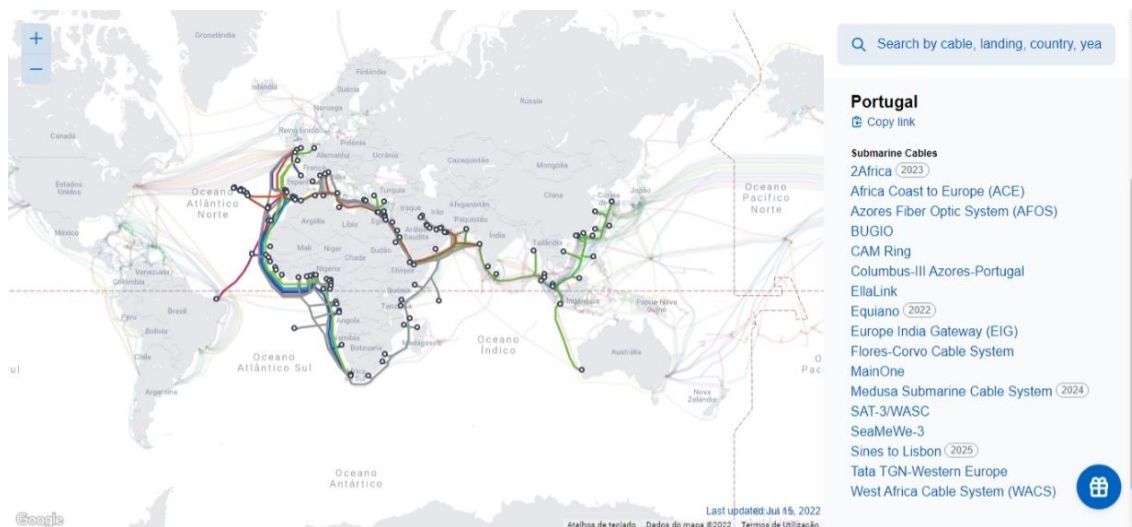 +
−
Gronelândia
Islândia
Finlândia
Suécia
Noruega
Rússia
Canadá
Reino Unido
Polónia
Alemanha
Ucrânia
França
Cazaquistão
Mongólia
Estados
Unidos
Oceano
Atlântico
Norte
Turquia
Afeganistão
Paquistão
China
Japão
Oceano
Pacífico
Norte
México
Argélia
Líbia
Índia
Mali
Níger
Chade
Sudão
Tailândia
Venezuela
Colômbia
Nigéria
Etiópia
Indonésia
Papua-Nova
Guiné
Peru
Brasil
Bolívia
Angola
Botsuana
Madagáscar
Chile
Oceano
Atlântico Sul
Oceano
Índico
Austrália
Argentina
Nova
Zelândia
Oceano
Antártico
Google
Last updated: Jul 15, 2022
Atalhos de teclado Dados do mapa ©2022 Termos de Utilização
Search by cable, landing, country, yea
Portugal
Copy link
Submarine Cables
2Africa 2023
Africa Coast to Europe (ACE)
Azores Fiber Optic System (AFOS)
BUGIO
CAM Ring
Columbus-III Azores-Portugal
EllaLink
Equiano 2022
Europe India Gateway (EIG)
Flores-Corvo Cable System
MainOne
Medusa Submarine Cable System 2024
SAT-3/WASC
SeaMeWe-3
Sines to Lisbon 2025
Tata TGN-Western Europe
West Africa Cable System (WACS)